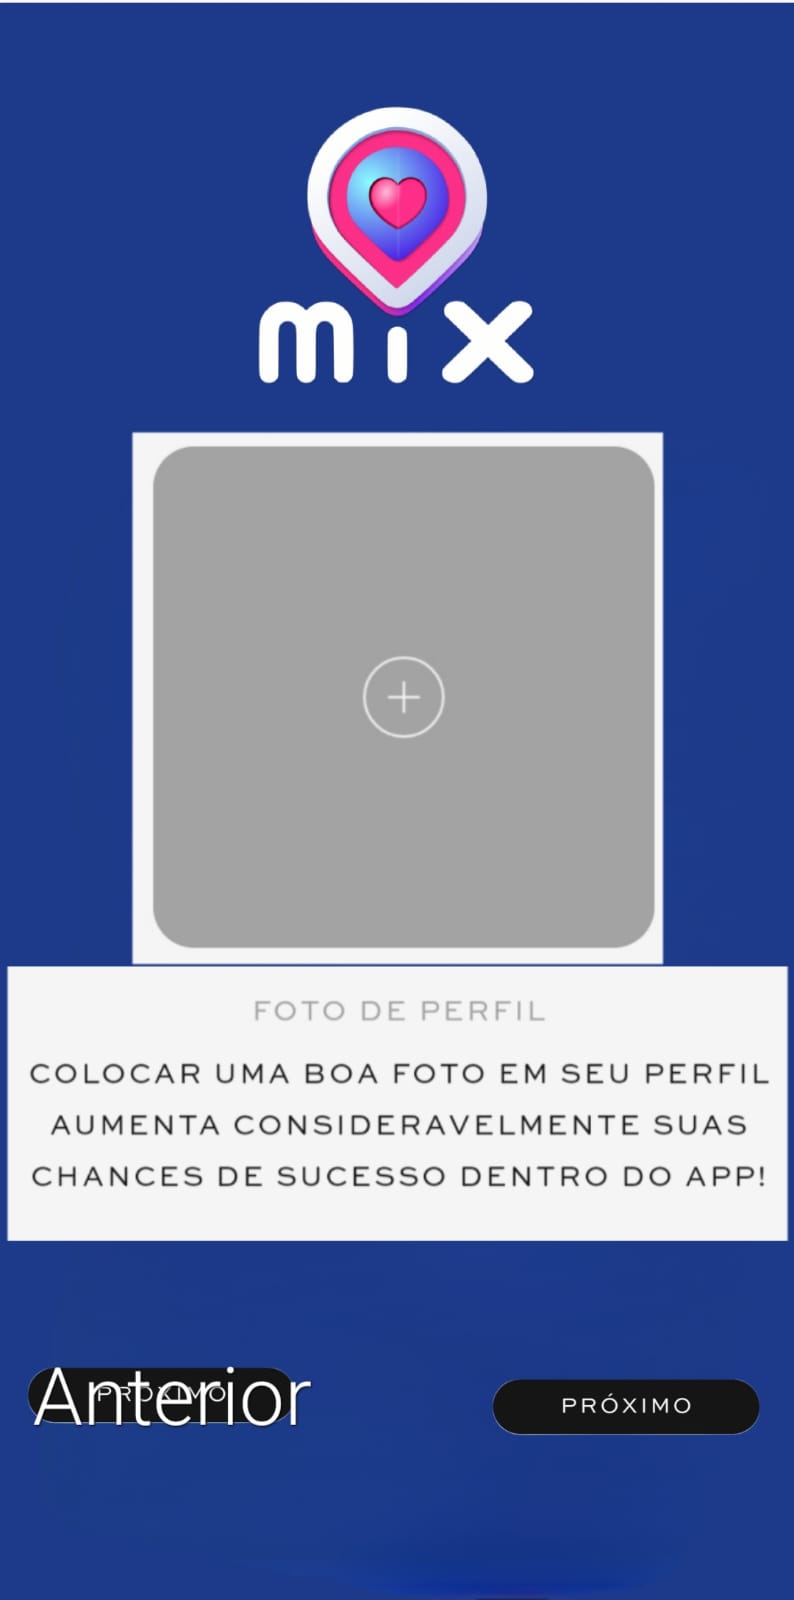 mix
FOTO DE PERFIL
COLOCAR UMA BOA FOTO EM SEU PERFIL
AUMENTA CONSIDERAVELMENTE SUAS
CHANCES DE SUCESSO DENTRO DO APP!
PRÓXIMO
Anterior
PRÓXIMO